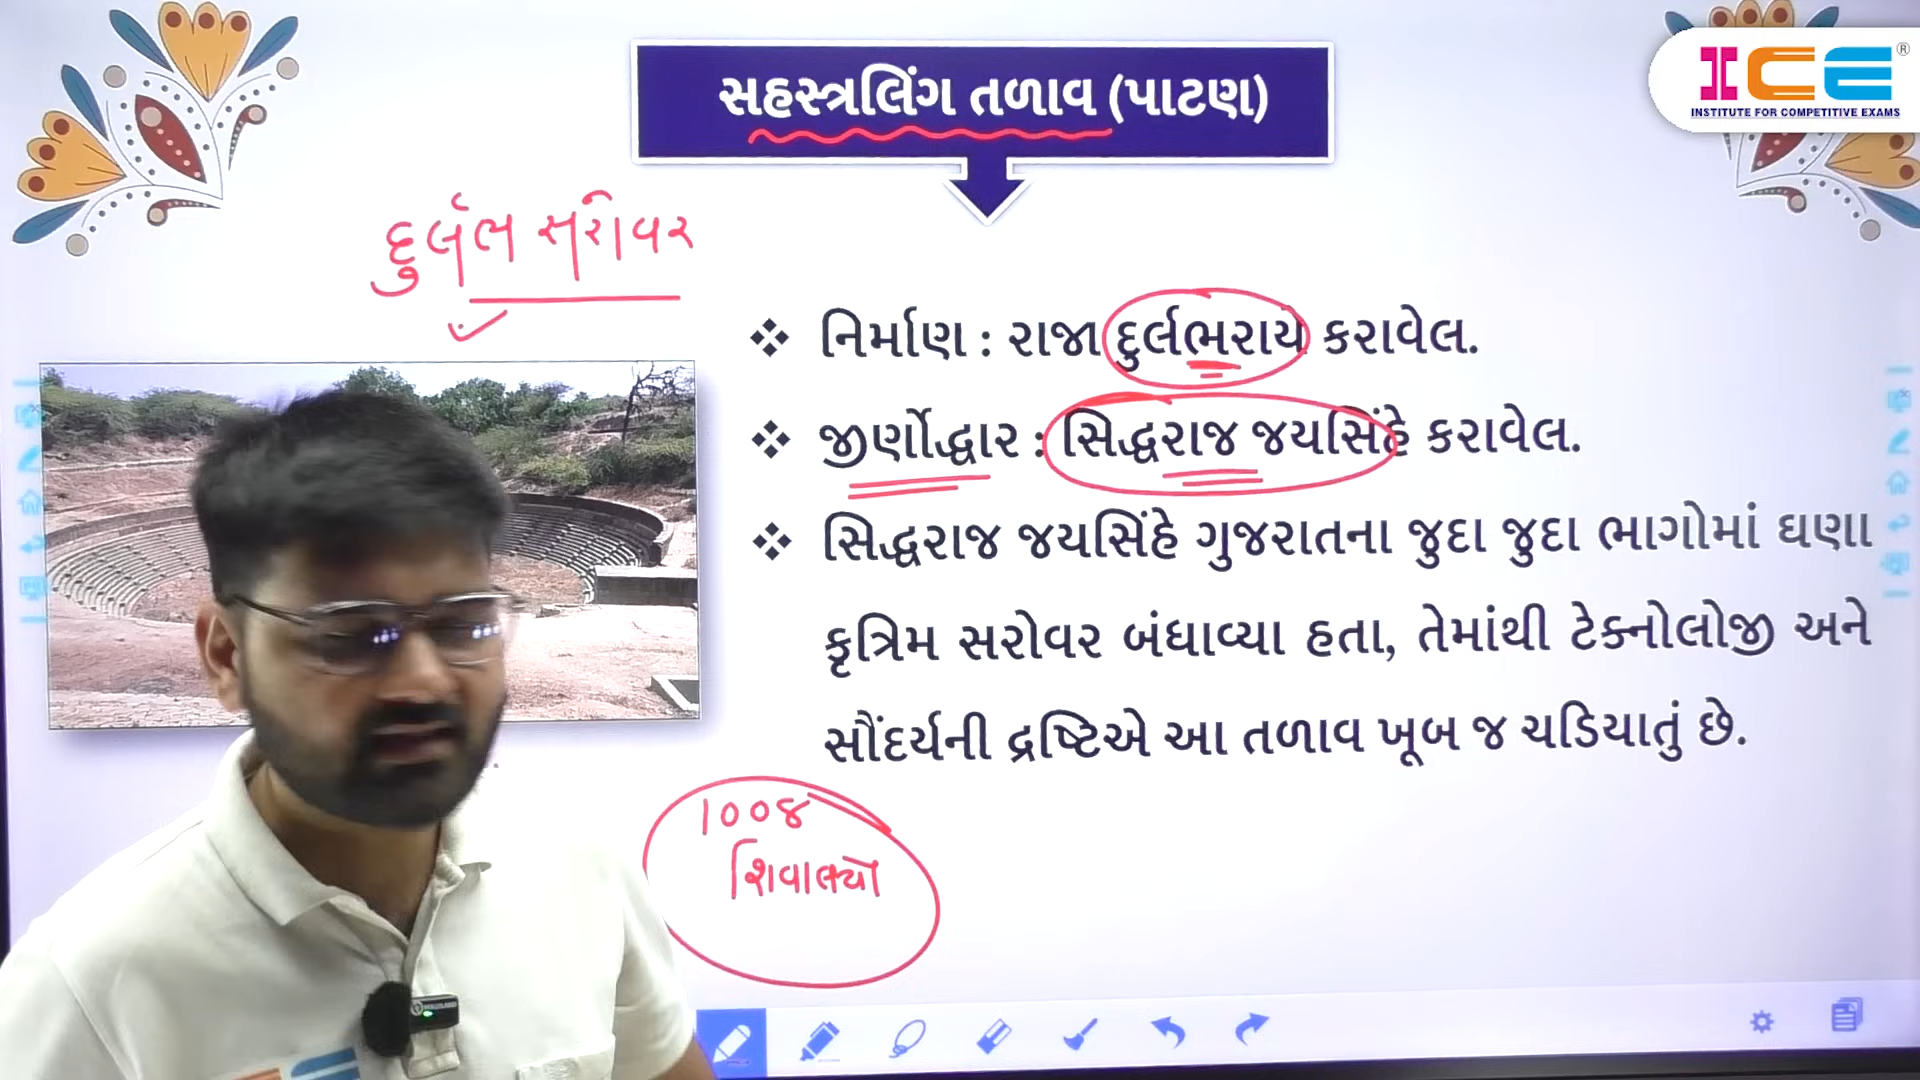 સહસ્ત્રલિંગ તળાવ (પાટણ)
ICE®
INSTITUTE FOR COMPETITIVE EXAMS
દુર્લભ સરોવર
❖ નિર્માણ : રાજા દુર્લભરાયે કરાવેલ.
❖ જીર્ણોદ્ધાર : સિદ્ધરાજ જયસિંહે કરાવેલ.
❖ સિદ્ધરાજ જયસિંહે ગુજરાતના જુદા જુદા ભાગોમાં ઘણા
કૃત્રિમ સરોવર બંધાવ્યા હતા, તેમાંથી ટેક્નોલોજી અને
સૌંદર્યની દ્રષ્ટિએ આ તળાવ ખૂબ જ ચડિયાતું છે.
1008
શિવાલયો